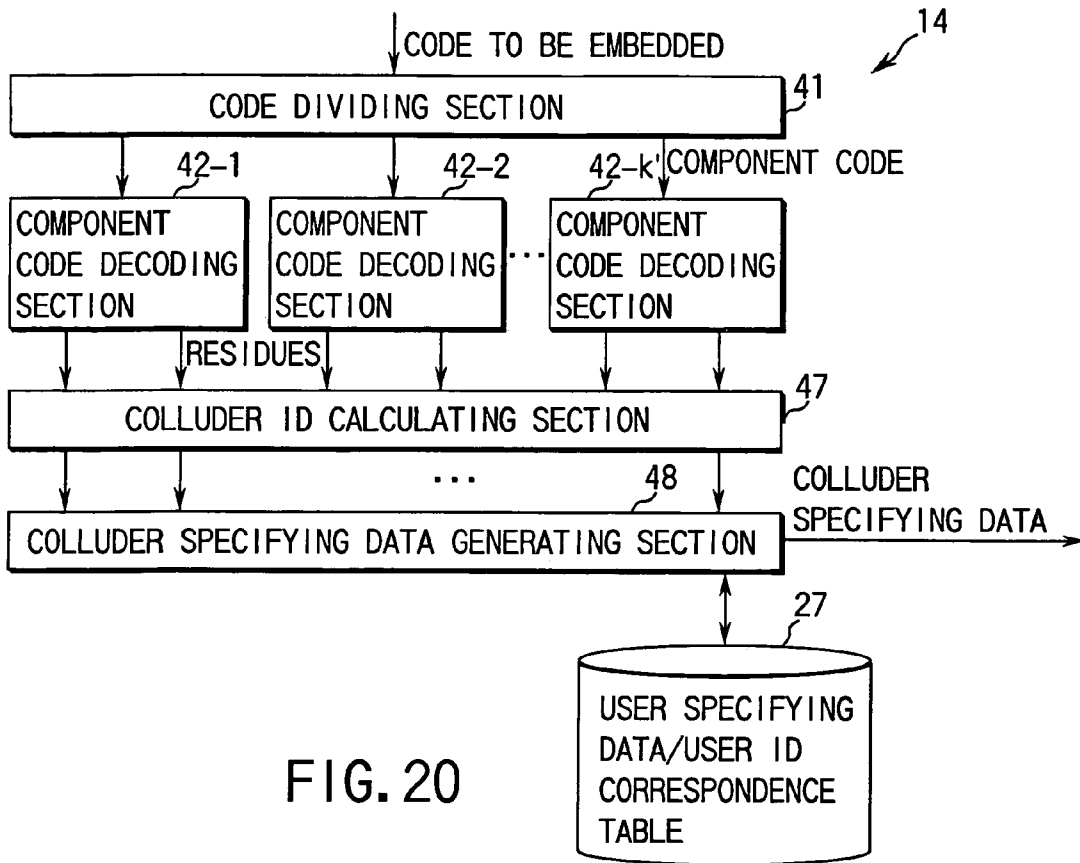 14
CODE TO BE EMBEDDED
41
CODE DIVIDING SECTION
42-1
42-2
42-k'
COMPONENT CODE
COMPONENT
CODE DECODING
SECTION
COMPONENT
CODE DECODING
SECTION
...
COMPONENT
CODE DECODING
SECTION
RESIDUES
47
COLLUDER ID CALCULATING SECTION
...
48
COLLUDER
SPECIFYING DATA
COLLUDER SPECIFYING DATA GENERATING SECTION
27
USER SPECIFYING
DATA/USER ID
CORRESPONDENCE
TABLE
FIG.20